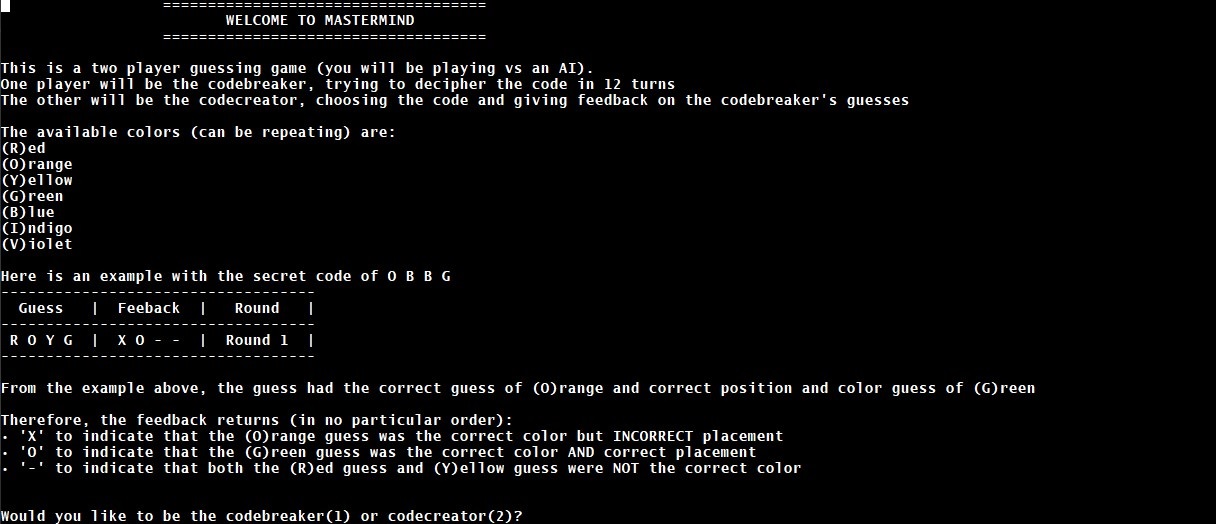 ====================================
WELCOME TO MASTERMIND
====================================
This is a two player guessing game (you will be playing vs an AI).
One player will be the codebreaker, trying to decipher the code in 12 turns
The other will be the codecreator, choosing the code and giving feedback on the codebreaker's guesses
The available colors (can be repeating) are:
(R)ed
(O)range
(Y)ellow
(G)reen
(B)lue
(I)ndigo
(V)iolet
Here is an example with the secret code of O B B G
-----------------------------------
Guess | Feeback | Round |
-----------------------------------
R O Y G | X O - - | Round 1 |
-----------------------------------
From the example above, the guess had the correct guess of (O)range and correct position and color guess of (G)reen
Therefore, the feedback returns (in no particular order):
· 'X' to indicate that the (O)range guess was the correct color but INCORRECT placement
· 'O' to indicate that the (G)reen guess was the correct color AND correct placement
· '-' to indicate that both the (R)ed guess and (Y)ellow guess were NOT the correct color
Would you like to be the codebreaker(1) or codecreator(2)?